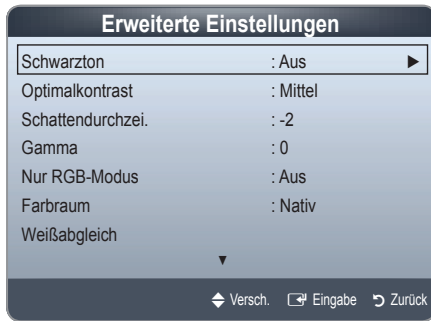 Erweiterte Einstellungen
Schwarzton : Aus ►
Optimalkontrast : Mittel
Schattendurchzei. : -2
Gamma : 0
Nur RGB-Modus : Aus
Farbraum : Nativ
Weißabgleich
▼
Versch. Eingabe Zurück